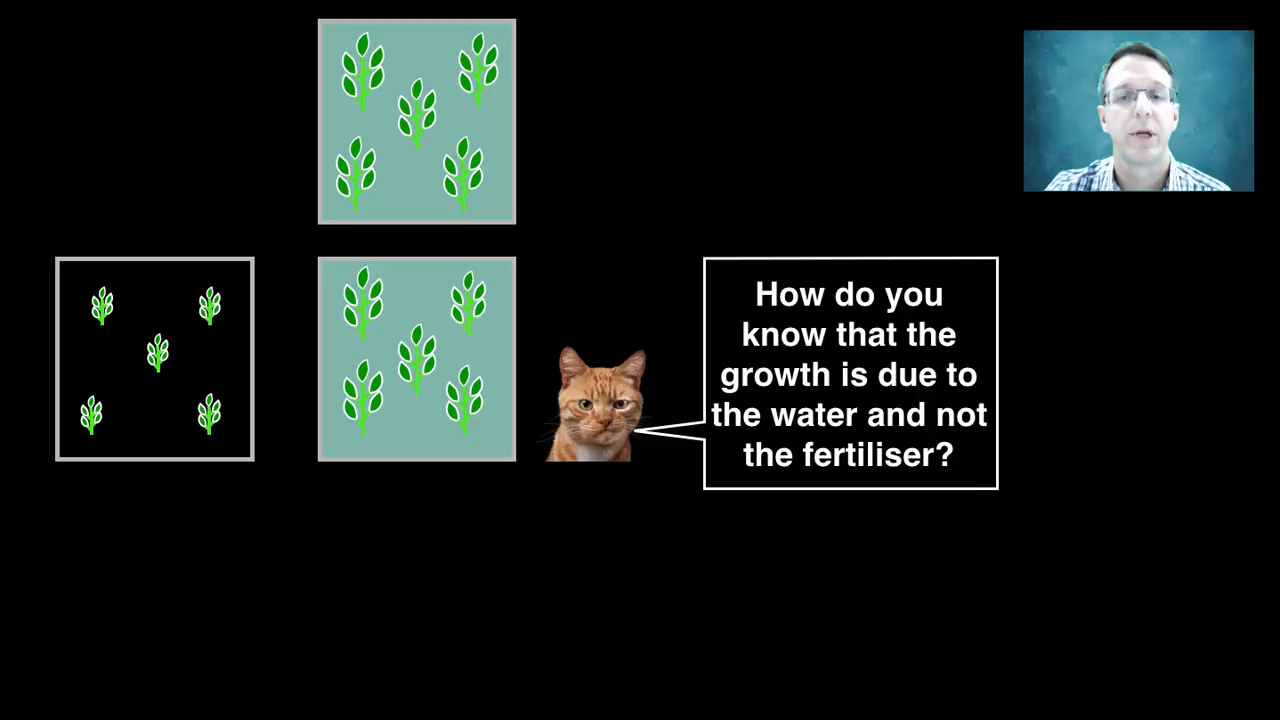 How do you
know that the
growth is due to
the water and not
the fertiliser?